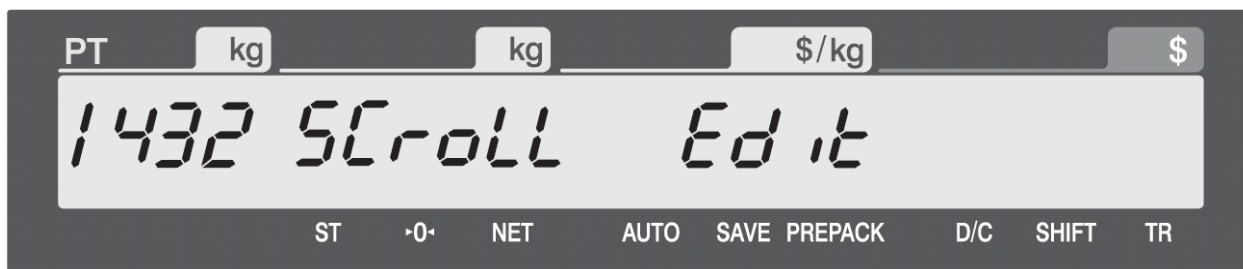 PT kg kg $/kg $
1432 SCroLL Edit
ST ▸0◂ NET AUTO SAVE PREPACK D/C SHIFT TR